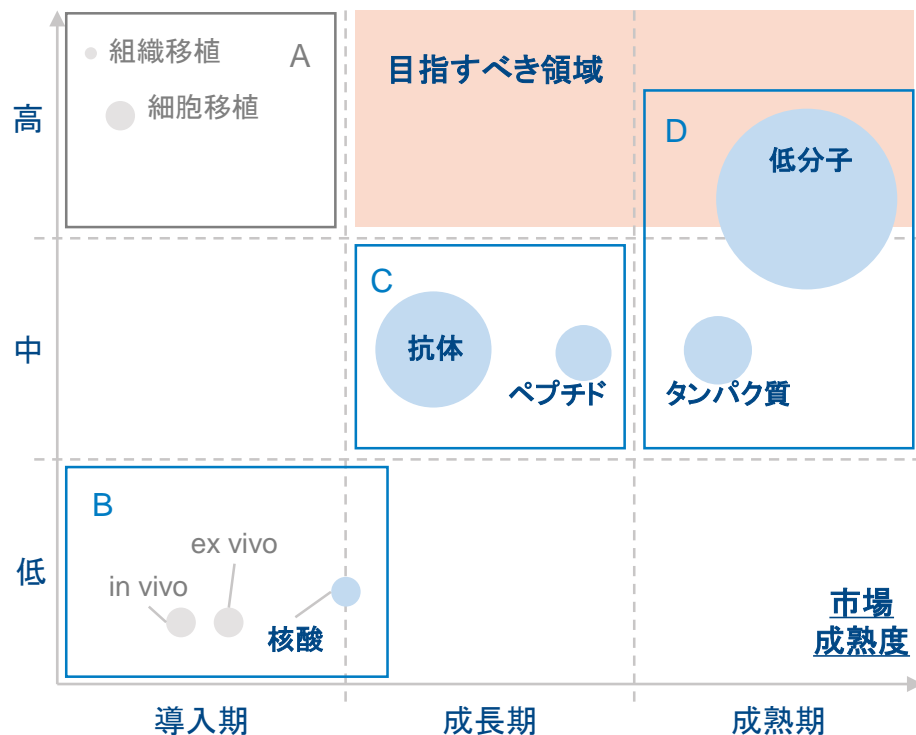 組織移植
A
細胞移植
目指すべき領域
高
D
低分子
C
中
抗体
ペプチド
タンパク質
B
ex vivo
in vivo
低
核酸
市場
成熟度
導入期
成長期
成熟期